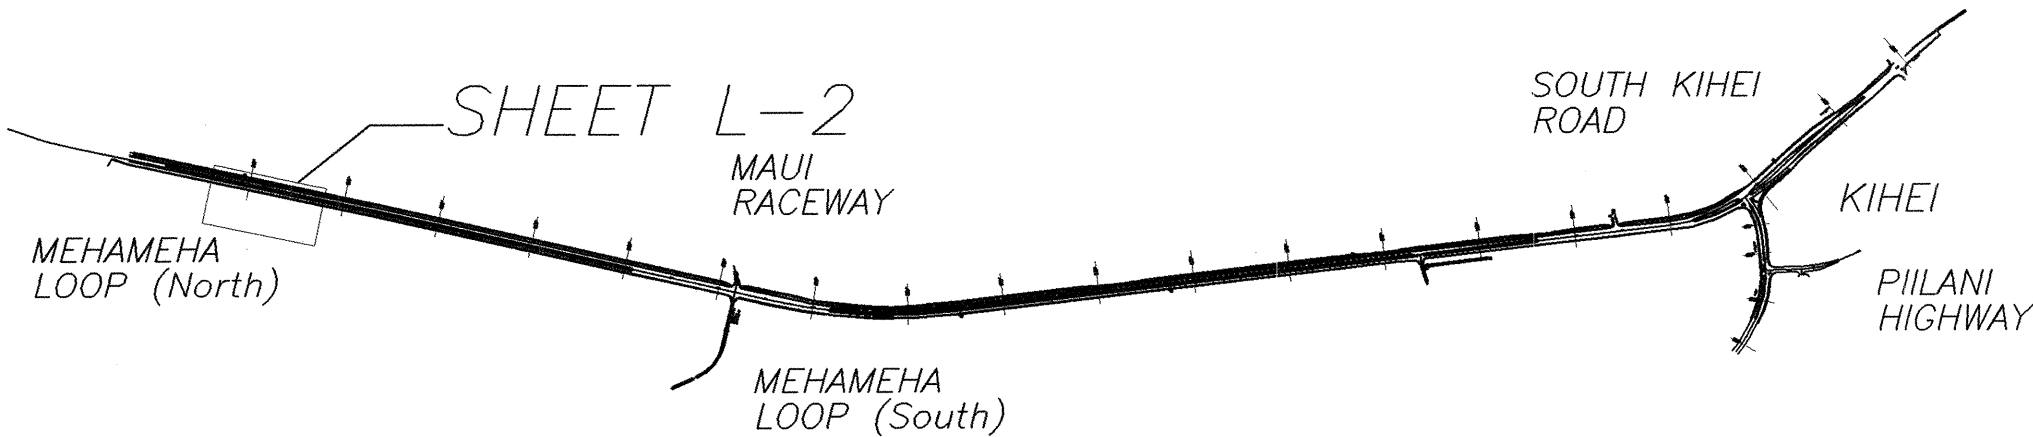 SHEET L-2
MAUI
RACEWAY
SOUTH KIHEI
ROAD
KIHEI
MEHAMEHA
LOOP (North)
PIILANI
HIGHWAY
MEHAMEHA
LOOP (South)